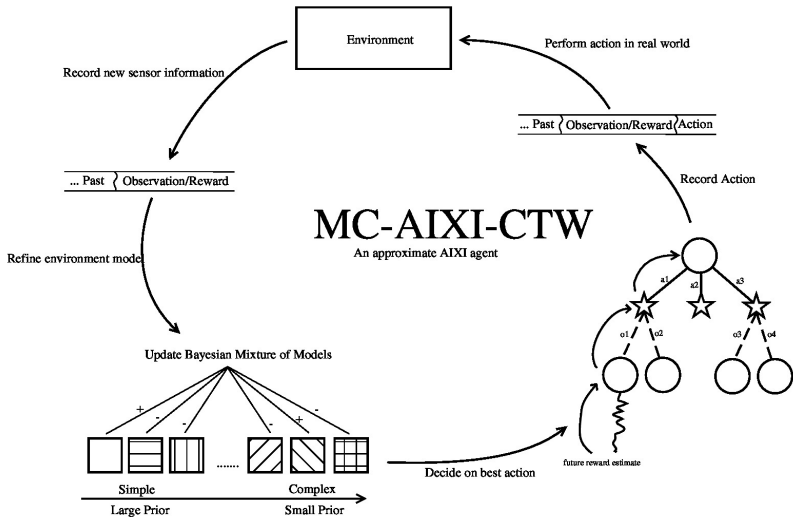 Environment
Perform action in real world
Record new sensor information
... Past Observation/Reward Action
... Past Observation/Reward
Record Action
MC-AIXI-CTW
An approximate AIXI agent
Refine environment model
a1 a2 a3
o1 o2 o3 o4
Update Bayesian Mixture of Models
+ - - - + -
.......
future reward estimate
Decide on best action
Simple Complex
Large Prior Small Prior